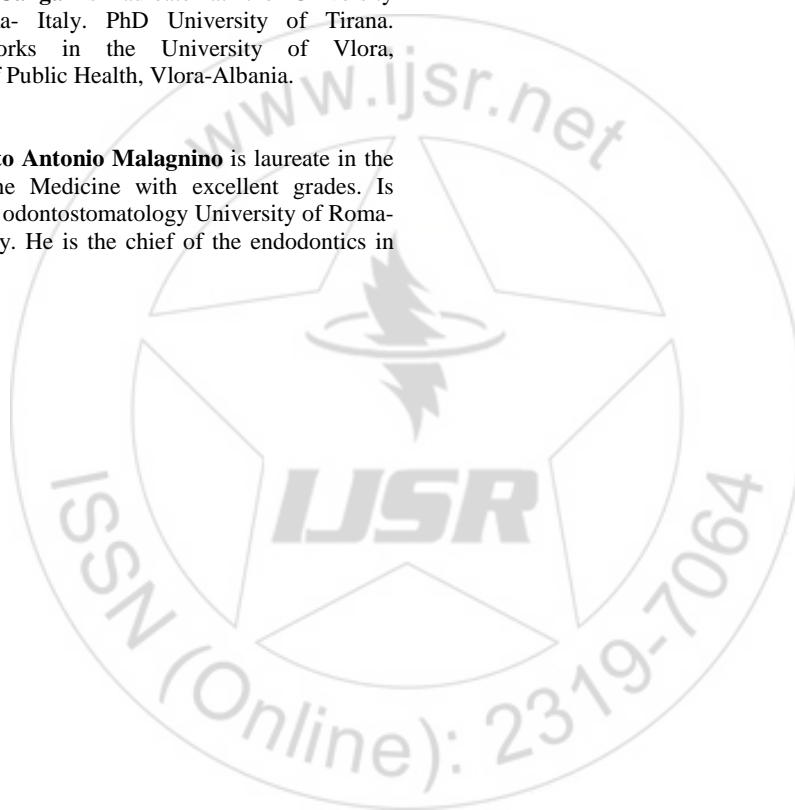 a- Italy. PhD University of Tirana.
orks in the University of Vlora,
Public Health, Vlora-Albania.
to Antonio Malagnino is laureate in the
ne Medicine with excellent grades. Is
odontostomatology University of Roma-
y. He is the chief of the endodontics in
www.ijsr.net
IJSR
ISSN (Online): 2319-7064